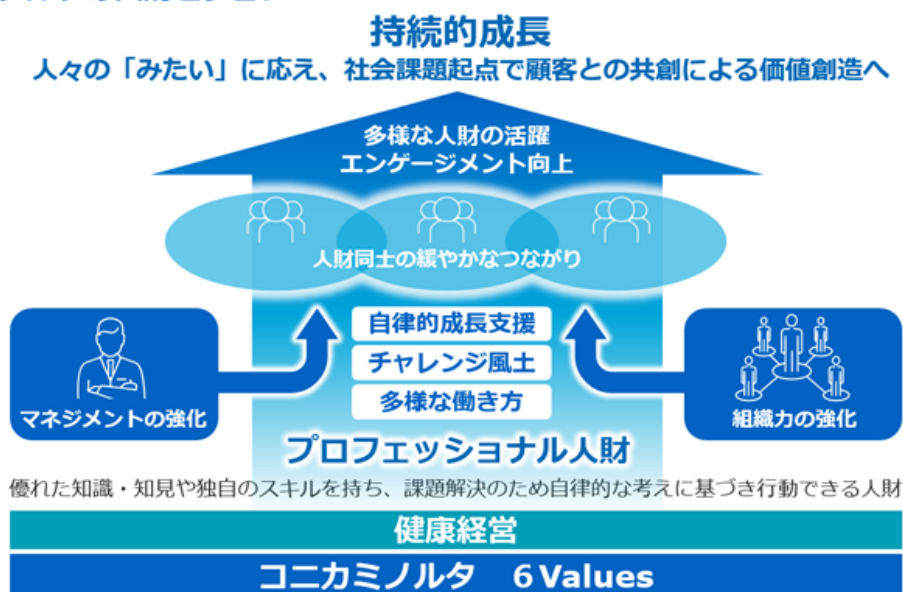 持続的成長
人々の「みたい」に応え、社会課題起点で顧客との共創による価値創造へ
多様な人財の活躍
エンゲージメント向上
人財同士の緩やかなつながり
自律的成長支援
チャレンジ風土
多様な働き方
マネジメントの強化
組織力の強化
プロフェッショナル人財
優れた知識・知見や独自のスキルを持ち、課題解決のため自律的な考えに基づき行動できる人財
健康経営
コニカミノルタ　6 Values